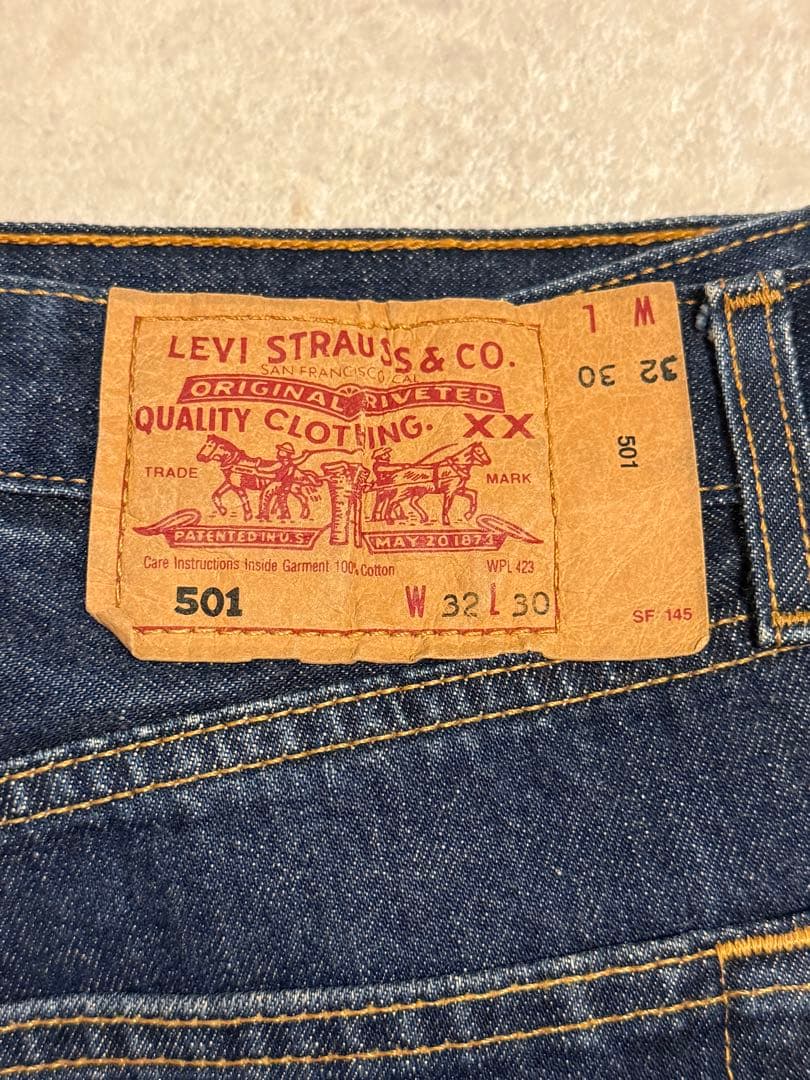 LEVI STRAUSS & CO.
SAN FRANCISCO CAL
ORIGINAL RIVETED
QUALITY CLOTHING. XX
TRADE MARK
PATENTED IN U.S. MAY 20 1873
Care Instructions Inside Garment 100% Cotton WPL 423
501 W 32 L 30
W L
32 30
501
SF 145